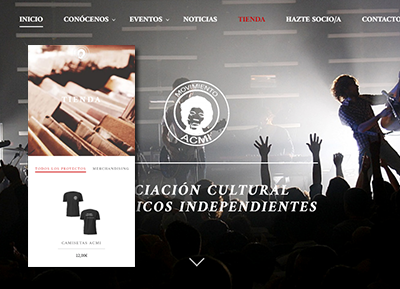 INICIO CONÓCENOS EVENTOS NOTICIAS TIENDA HAZTE SOCIO/A CONTACTO
MOVIMIENTO
ACMI
TIENDA
CIACIÓN CULTURAL
ICOS INDEPENDIENTES
TODOS LOS PROYECTOS MERCHANDISING
CAMISETAS ACMI
12,00€